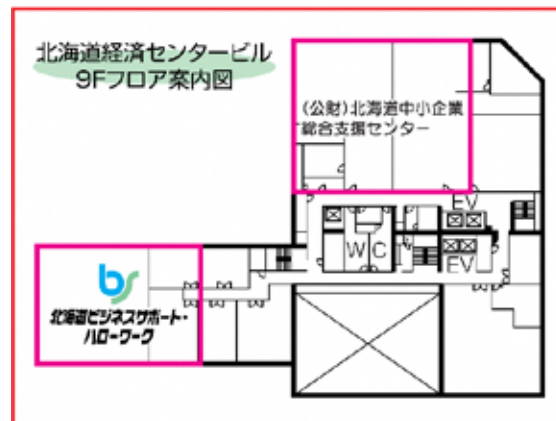 北海道経済センタービル
9Fフロア案内図
(公財)北海道中小企業
総合支援センター
EV
WC
EV
bs
北海道ビジネスサポート・
ハローワーク